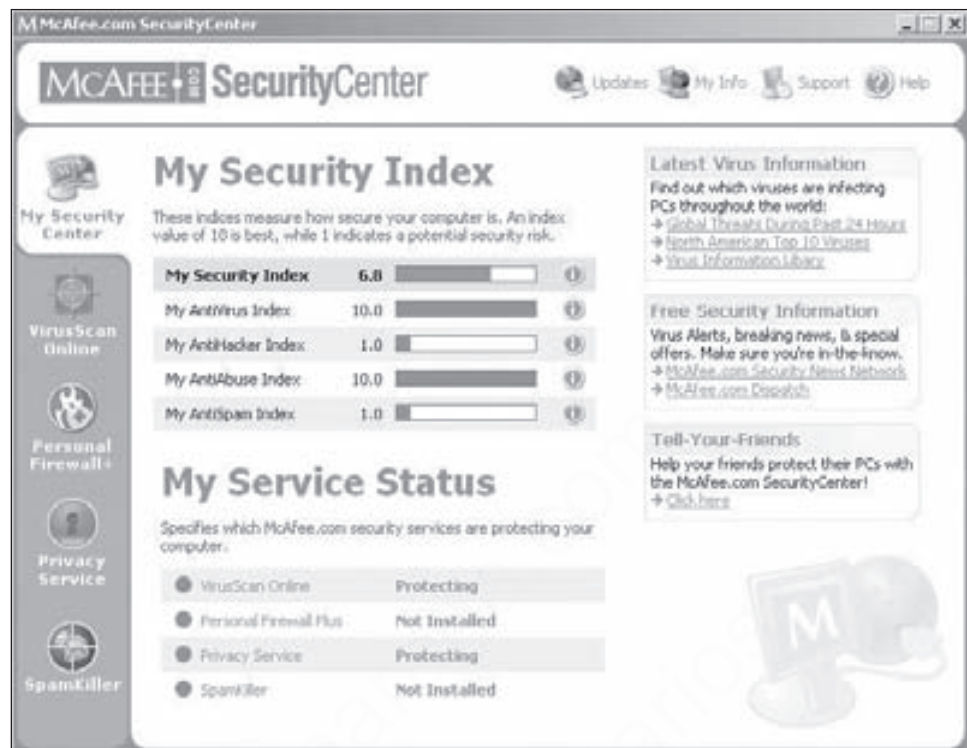 McAfee.com SecurityCenter
McAFEE.COM SecurityCenter
Updates My Info Support Help
My Security Center
VirusScan Online
Personal Firewall+
Privacy Service
SpamKiller
My Security Index
These indices measure how secure your computer is. An index
value of 10 is best, while 1 indicates a potential security risk.
My Security Index 6.8
My AntiVirus Index 10.0
My AntiHacker Index 1.0
My AntiAbuse Index 10.0
My AntiSpam Index 1.0
My Service Status
Specifies which McAfee.com security services are protecting your
computer.
VirusScan Online Protecting
Personal Firewall Plus Not Installed
Privacy Service Protecting
SpamKiller Not Installed
Latest Virus Information
Find out which viruses are infecting
PCs throughout the world:
Global Threats During Past 24 Hours
North American Top 10 Viruses
Virus Information Libary
Free Security Information
Virus Alerts, breaking news, & special
offers. Make sure you're in-the-know.
McAfee.com Security News Network
McAfee.com Dispatch
Tell-Your-Friends
Help your friends protect their PCs with
the McAfee.com SecurityCenter!
Click here
M